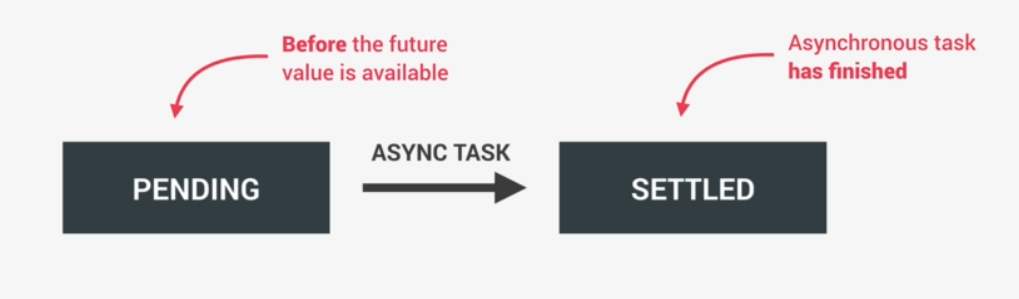 Before the future
value is available
Asynchronous task
has finished
ASYNC TASK
PENDING
SETTLED